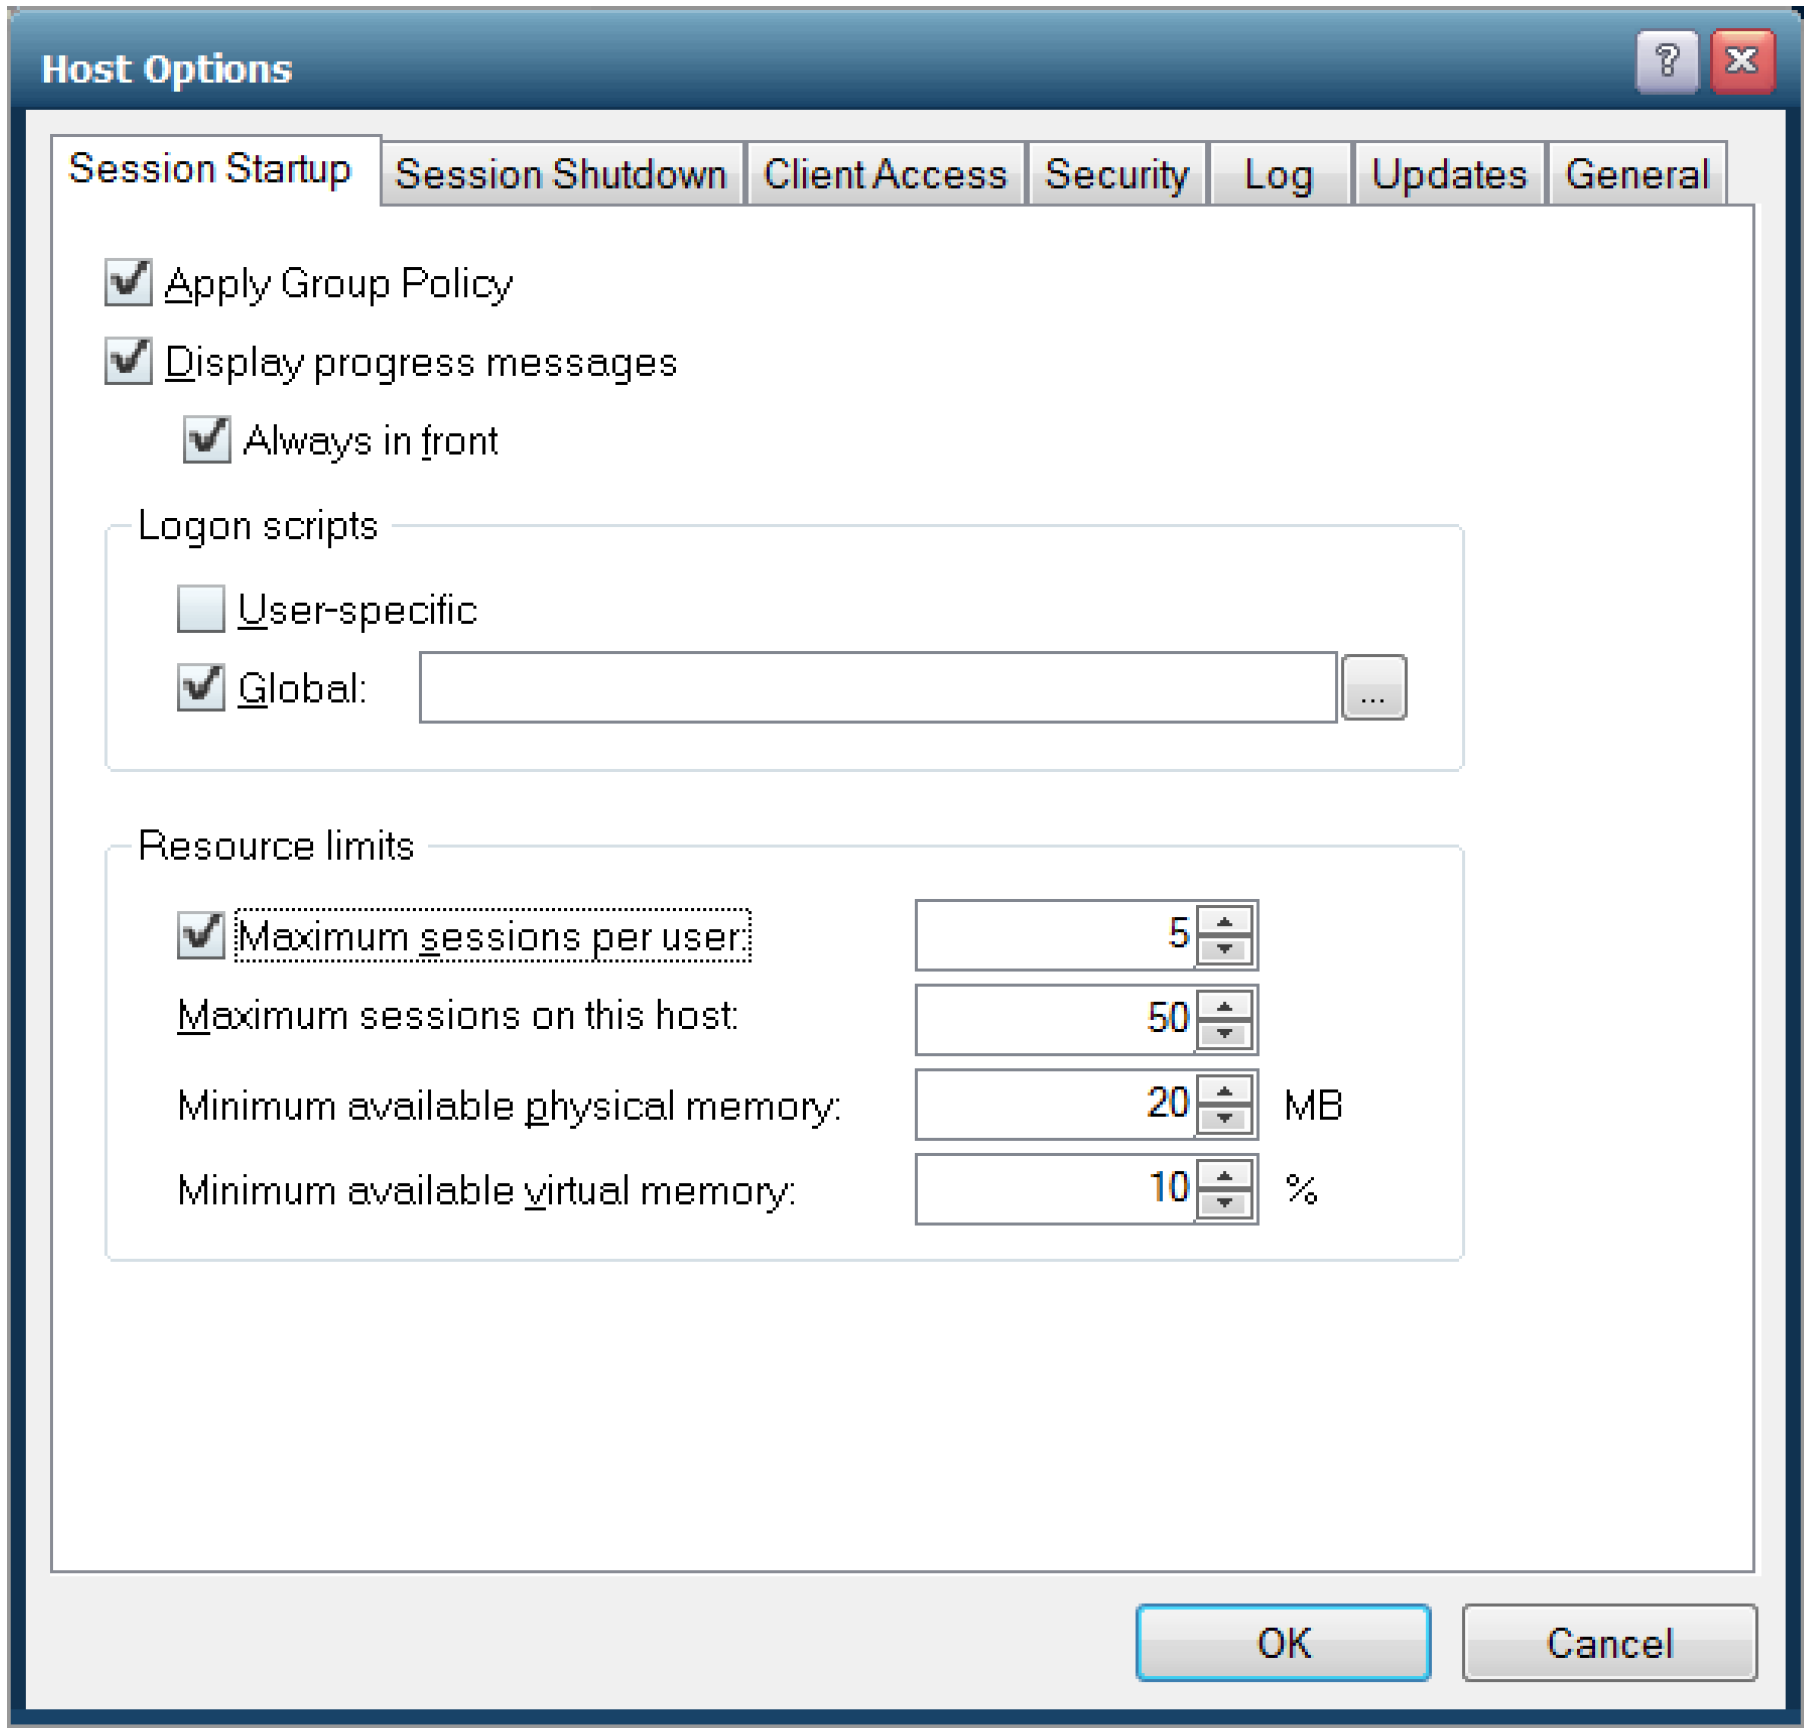 Host Options
?
Session Startup Session Shutdown Client Access Security Log Updates General
Apply Group Policy
Display progress messages
Always in front
Logon scripts
User-specific
Global: ...
Resource limits
Maximum sessions per user: 5
Maximum sessions on this host: 50
Minimum available physical memory: 20 MB
Minimum available virtual memory: 10 %
OK Cancel